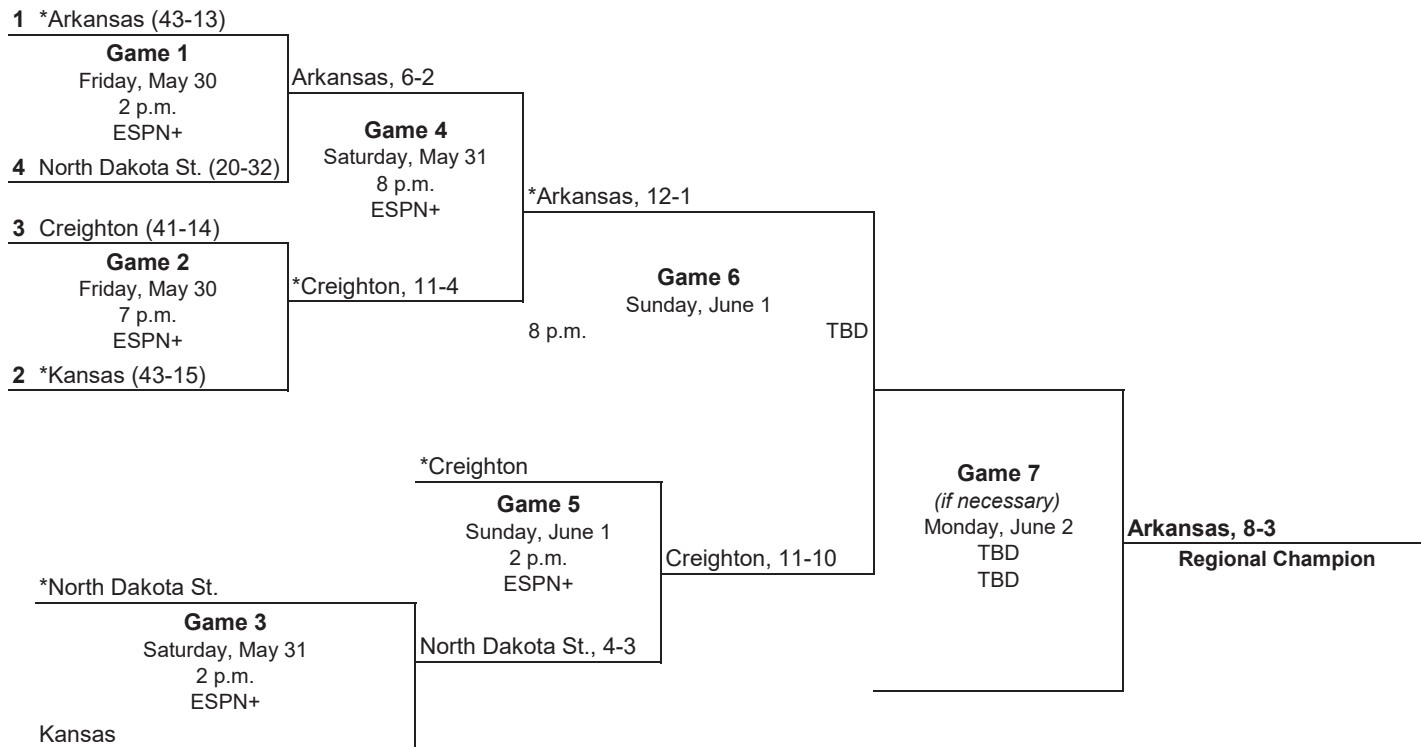 1 *Arkansas (43-13)
Game 1
Friday, May 30
2 p.m.
ESPN+
4 North Dakota St. (20-32)
Arkansas, 6-2
3 Creighton (41-14)
Game 2
Friday, May 30
7 p.m.
ESPN+
2 *Kansas (43-15)
*Creighton, 11-4
Game 4
Saturday, May 31
8 p.m.
ESPN+
*Arkansas, 12-1
Game 6
Sunday, June 1
8 p.m. TBD
*Creighton
Game 5
Sunday, June 1
2 p.m.
ESPN+
Creighton, 11-10
*North Dakota St.
Game 3
Saturday, May 31
2 p.m.
ESPN+
Kansas
North Dakota St., 4-3
Game 7
(if necessary)
Monday, June 2
TBD
TBD
Arkansas, 8-3
Regional Champion